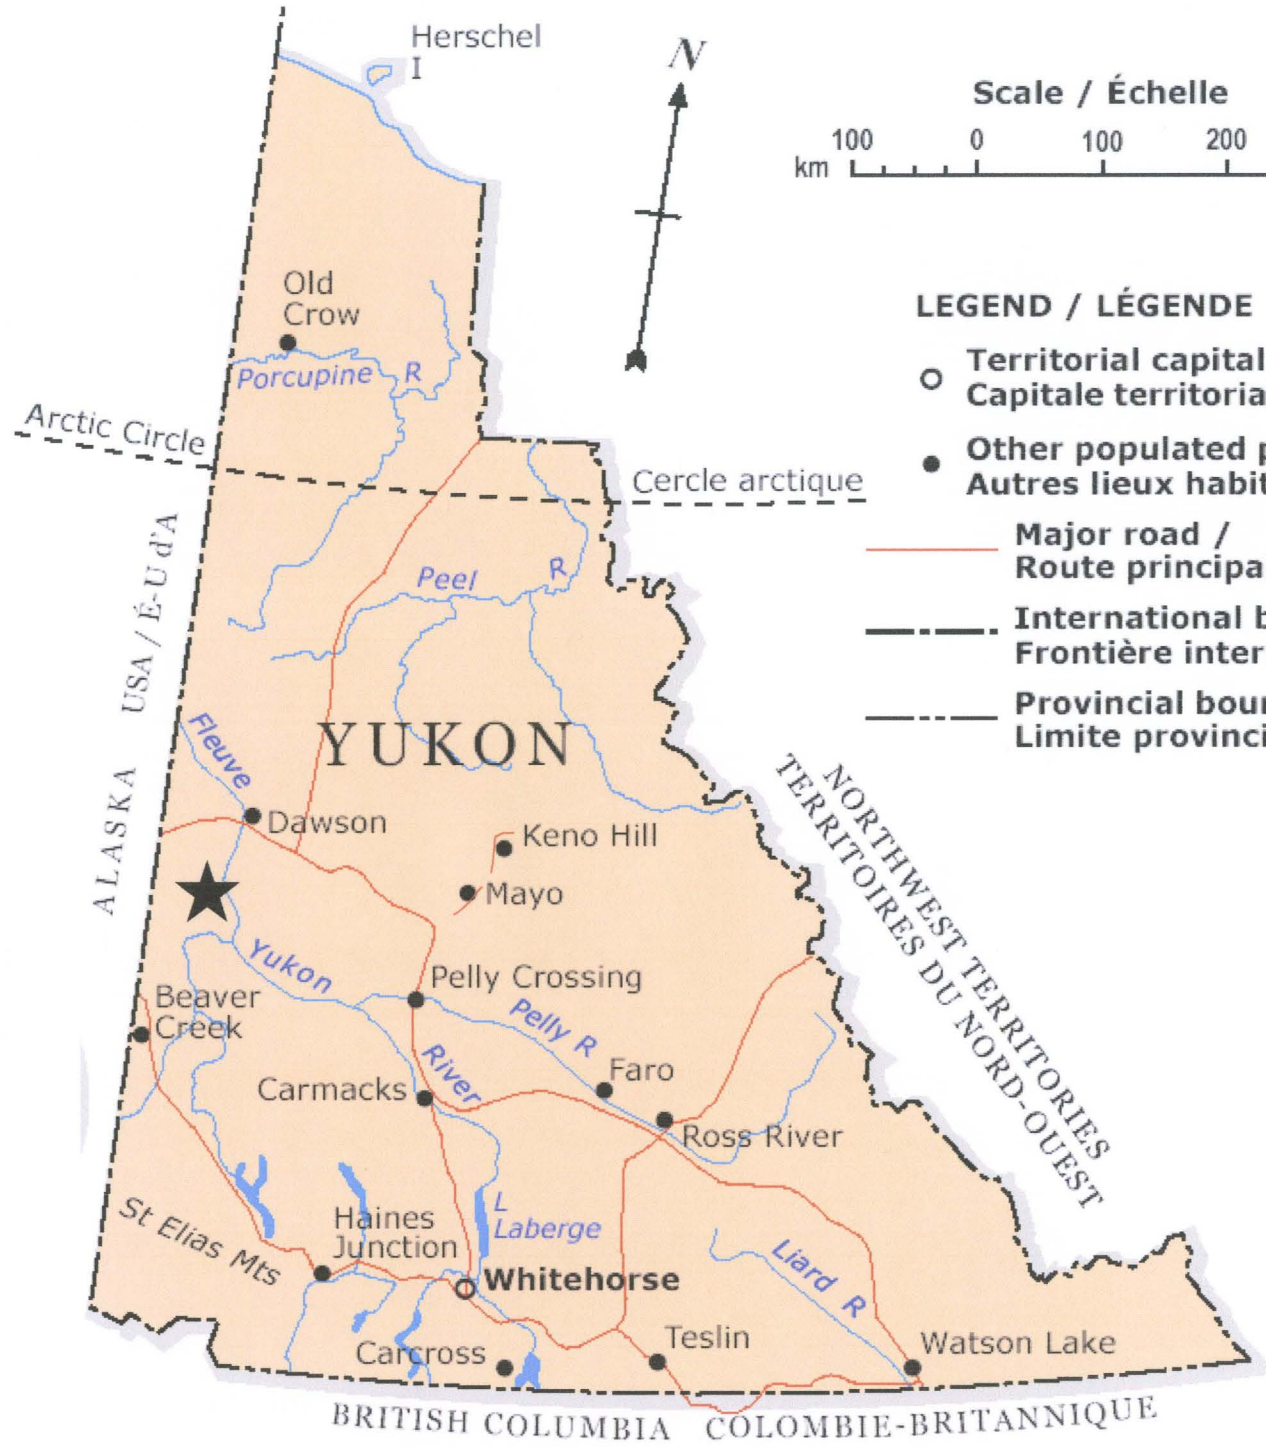 Herschel
I
N
Scale / Échelle
100 0 100 200
km
Old
Crow
Porcupine R
Arctic Circle
Cercle arctique
LEGEND / LÉGENDE
Territorial capital
Capitale territoria
Other populated p
Autres lieux habit
Major road /
Route principa
International b
Frontière inter
Provincial bour
Limite provinci
Peel R
ALASKA USA / É-U d'A
YUKON
Fleuve
Dawson
Keno Hill
Mayo
NORTHWEST TERRITORIES
TERRITOIRES DU NORD-OUEST
Yukon
Pelly Crossing
Beaver
Creek
Pelly R
River
Faro
Carmacks
Ross River
St Elias Mts
Haines
Junction
L
Laberge
Whitehorse
Liard R
Carcross
Teslin
Watson Lake
BRITISH COLUMBIA COLOMBIE-BRITANNIQUE